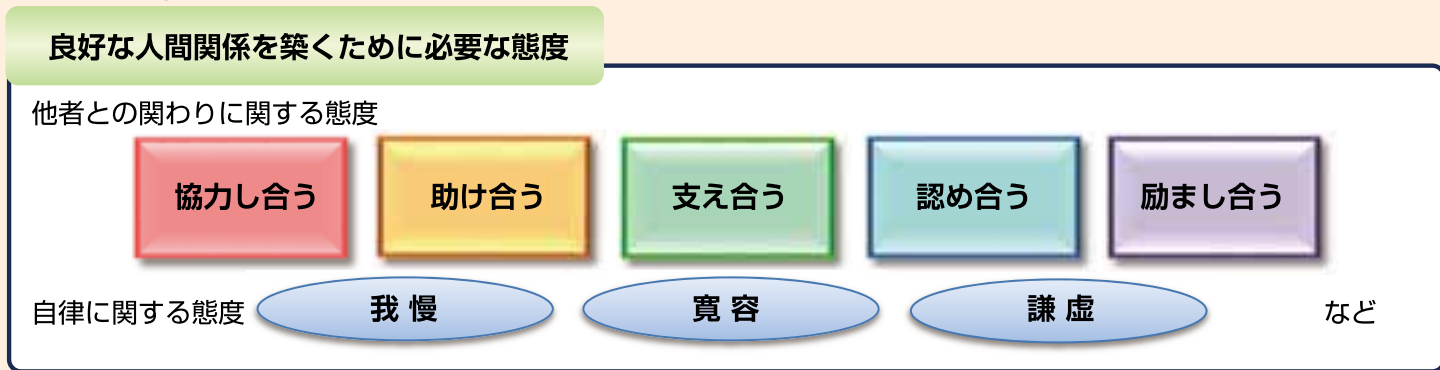 良好な人間関係を築くために必要な態度
他者との関わりに関する態度
協力し合う 助け合う 支え合う 認め合う 励まし合う
自律に関する態度 我 慢 寛 容 謙 虚 など